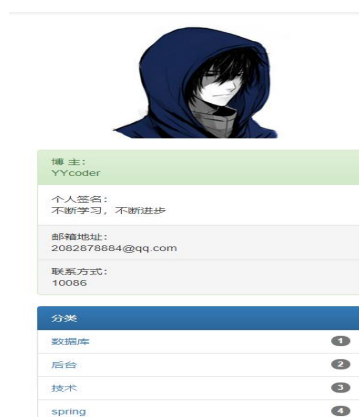 博 主：
YYcoder
个人签名：
不断学习，不断进步
邮箱地址：
2082878884@qq.com
联系方式：
10086
分类
数据库 1
后台 2
技术 3
spring 4